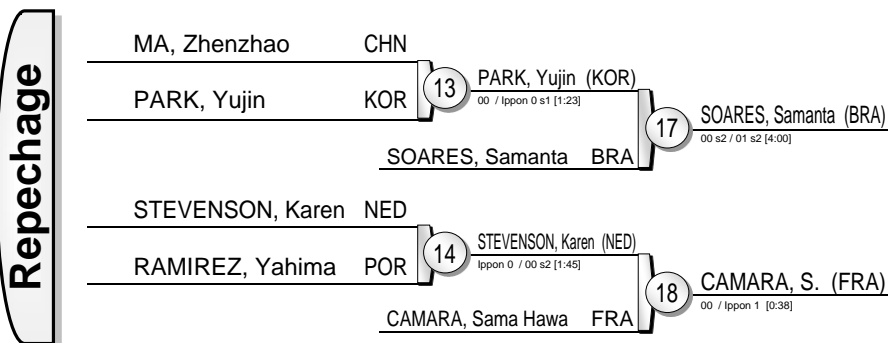 Repechage
MA, Zhenzhao CHN
PARK, Yujin KOR
13
PARK, Yujin (KOR)
00 / Ippon 0 s1 [1:23]
SOARES, Samanta BRA
17
SOARES, Samanta (BRA)
00 s2 / 01 s2 [4:00]
STEVENSON, Karen NED
RAMIREZ, Yahima POR
14
STEVENSON, Karen (NED)
Ippon 0 / 00 s2 [1:45]
CAMARA, Sama Hawa FRA
18
CAMARA, S. (FRA)
00 / Ippon 1 [0:38]